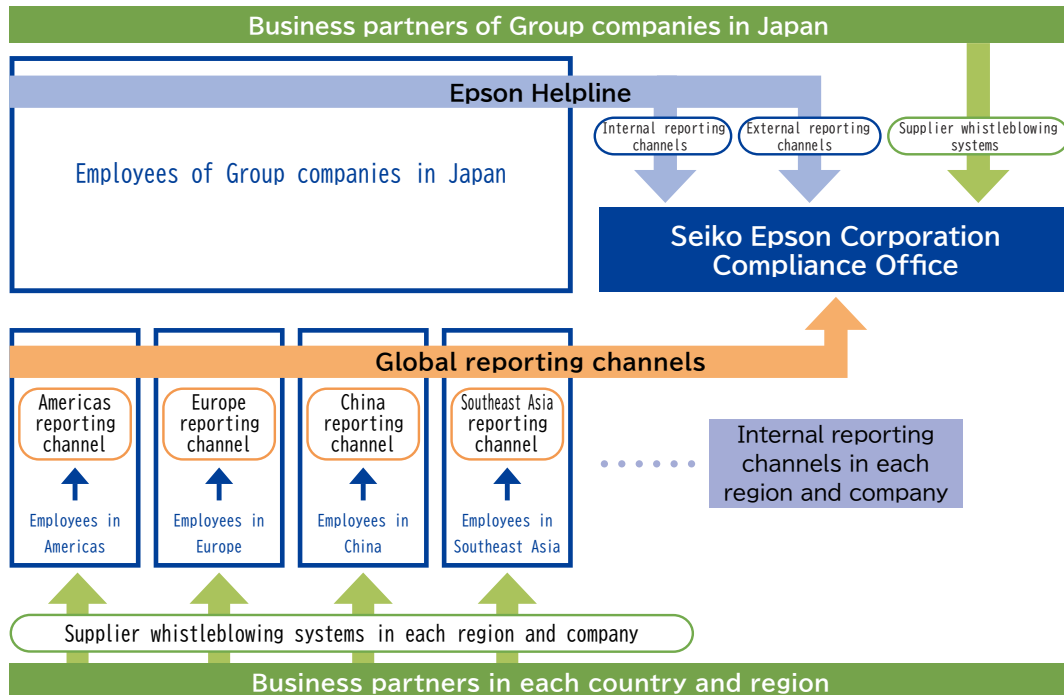 Business partners of Group companies in Japan
Epson Helpline
Internal reporting
channels
External reporting
channels
Supplier whistleblowing
systems
Employees of Group companies in Japan
Seiko Epson Corporation
Compliance Office
Global reporting channels
Americas
reporting
channel
Europe
reporting
channel
China
reporting
channel
Southeast Asia
reporting
channel
Internal reporting
channels in each
region and company
Employees in
Americas
Employees in
Europe
Employees in
China
Employees in
Southeast Asia
Supplier whistleblowing systems in each region and company
Business partners in each country and region